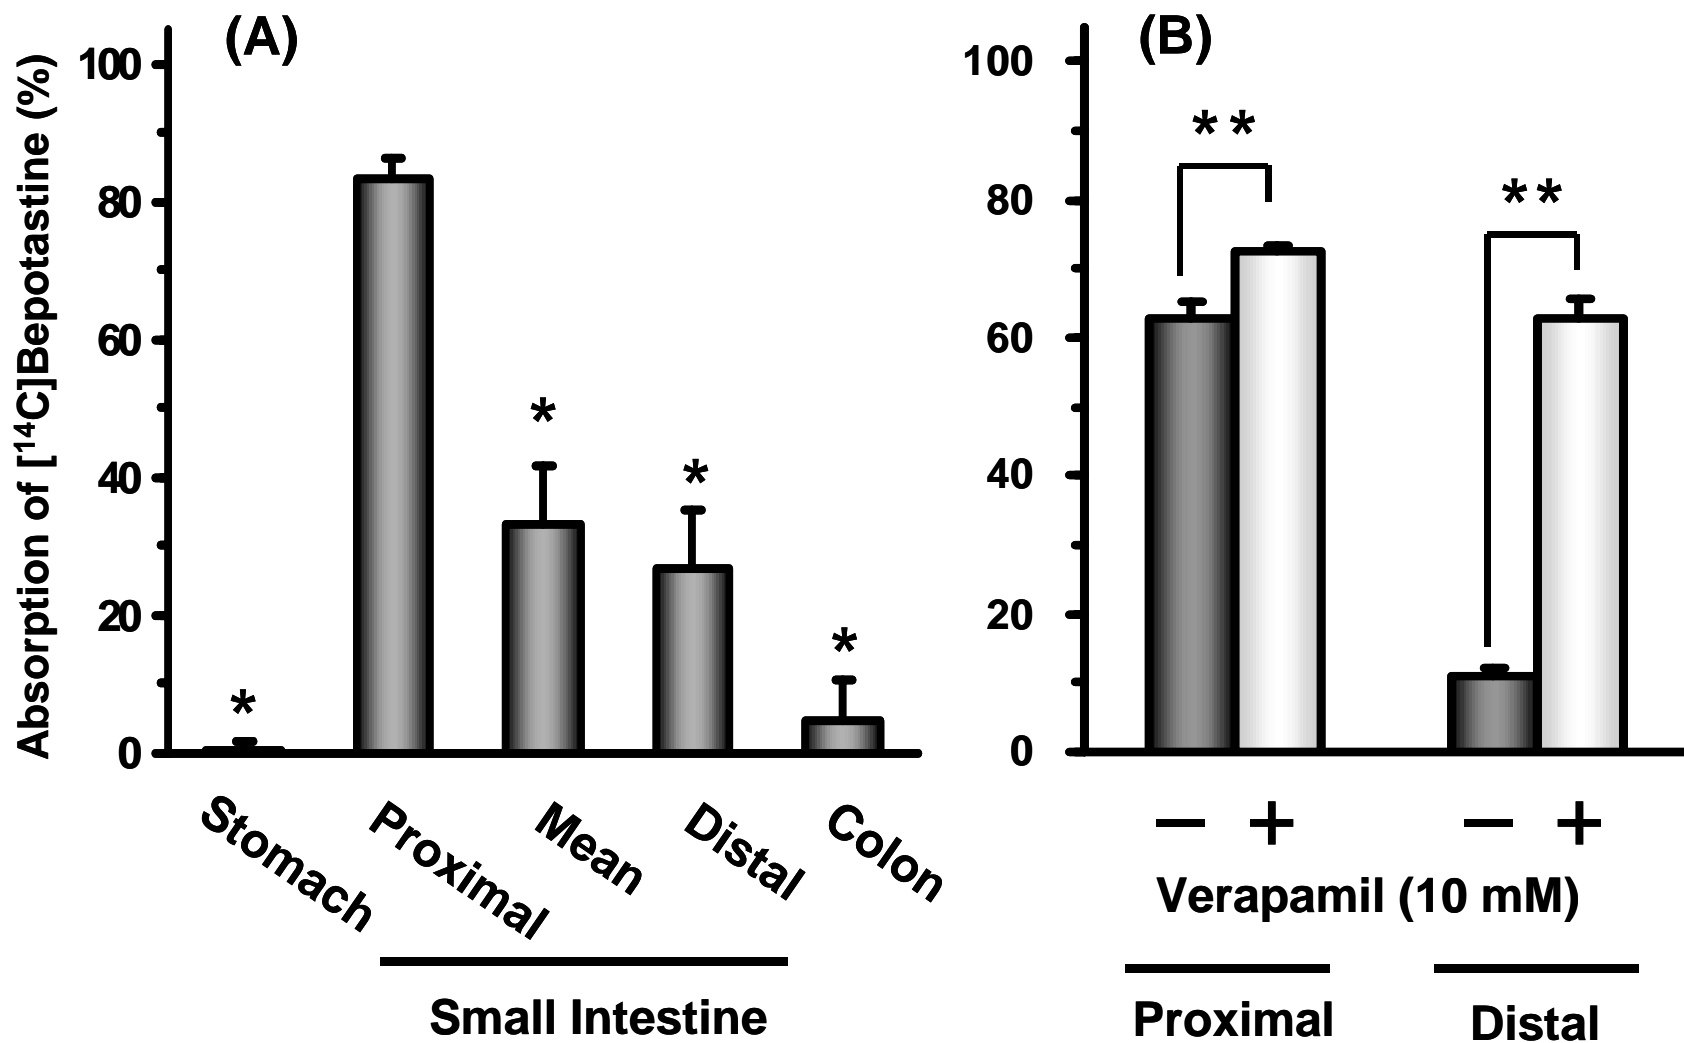 (A)
Absorption of [¹⁴C]Bepotastine (%)
100
80
60
40
20
0
*
*
*
*
Stomach
Proximal
Mean
Distal
Colon
Small Intestine
(B)
100
80
60
40
20
0
**
**
− + − +
Verapamil (10 mM)
Proximal Distal